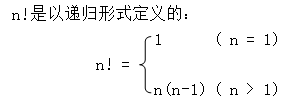 n!是以递归形式定义的：
1 ( n = 1)
n! =
n(n-1) ( n > 1)